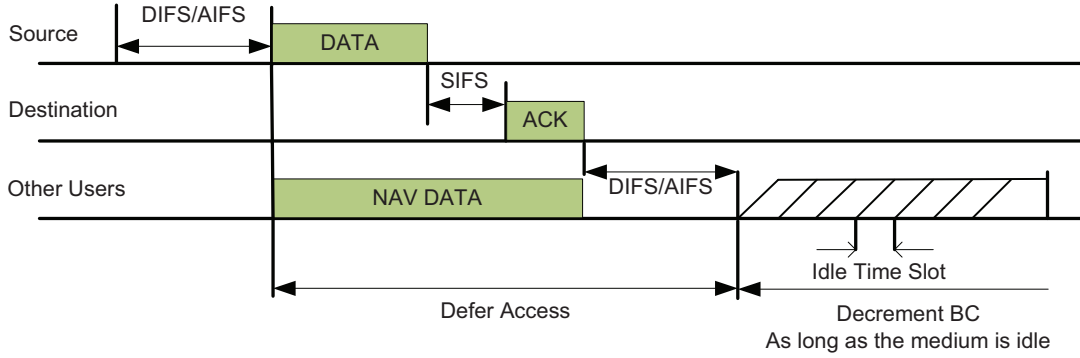 DIFS/AIFS
Source
DATA
SIFS
Destination
ACK
DIFS/AIFS
Other Users
NAV DATA
Idle Time Slot
Defer Access
Decrement BC
As long as the medium is idle